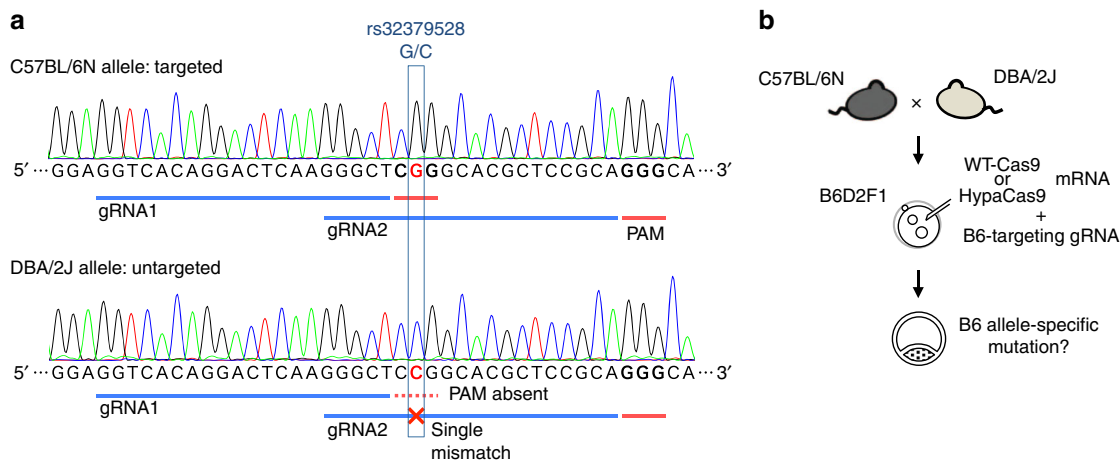 a
rs32379528
G/C
C57BL/6N allele: targeted
5′ ··· GGAGGTCACAGGACTCAAGGGCTCGGGCACGCTCCGCAGGGCA ··· 3′
gRNA1
gRNA2
PAM
DBA/2J allele: untargeted
5′ ··· GGAGGTCACAGGACTCAAGGGCTCCGGCACGCTCCGCAGGGCA ··· 3′
gRNA1
PAM absent
gRNA2
Single
mismatch
b
C57BL/6N
DBA/2J
×
B6D2F1
WT-Cas9
or
HypaCas9
mRNA
+
B6-targeting gRNA
B6 allele-specific
mutation?